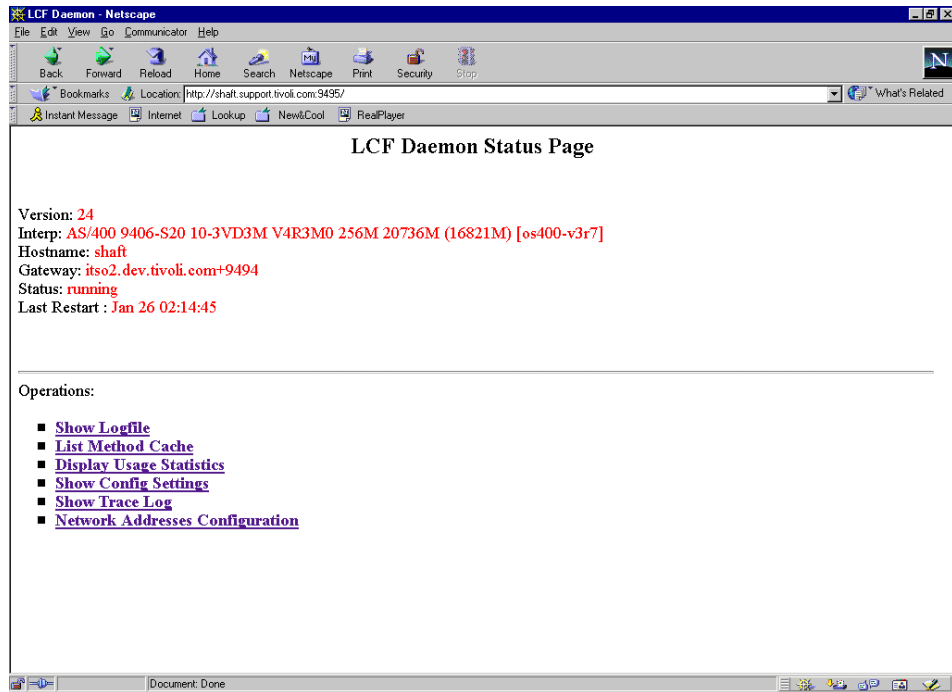 LCF Daemon - Netscape
File Edit View Go Communicator Help
Back Forward Reload Home Search Netscape Print Security Stop
My
N
Bookmarks Location: http://shaft.support.tivoli.com:9495/ What's Related
Instant Message Internet Lookup New&Cool RealPlayer
LCF Daemon Status Page
Version: 24
Interp: AS/400 9406-S20 10-3VD3M V4R3M0 256M 20736M (16821M) [os400-v3r7]
Hostname: shaft
Gateway: itso2.dev.tivoli.com+9494
Status: running
Last Restart : Jan 26 02:14:45
Operations:
Show Logfile
List Method Cache
Display Usage Statistics
Show Config Settings
Show Trace Log
Network Addresses Configuration
Document: Done